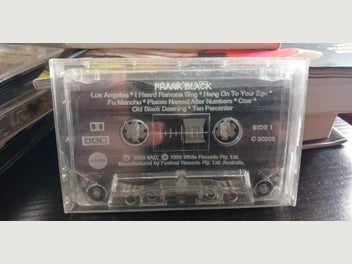 FRANK BLACK
Los Angeles * I Heard Ramona Sing * Hang On To Your Ego *
Fu Manchu * Places Named After Numbers * Czar *
Old Black Dawning * Ten Percenter
SIDE 1
4AD
C 30955
℗ 1993 4AD, © 1993 White Records Pty. Ltd.
Manufactured by Festival Records Pty. Ltd. Australia.